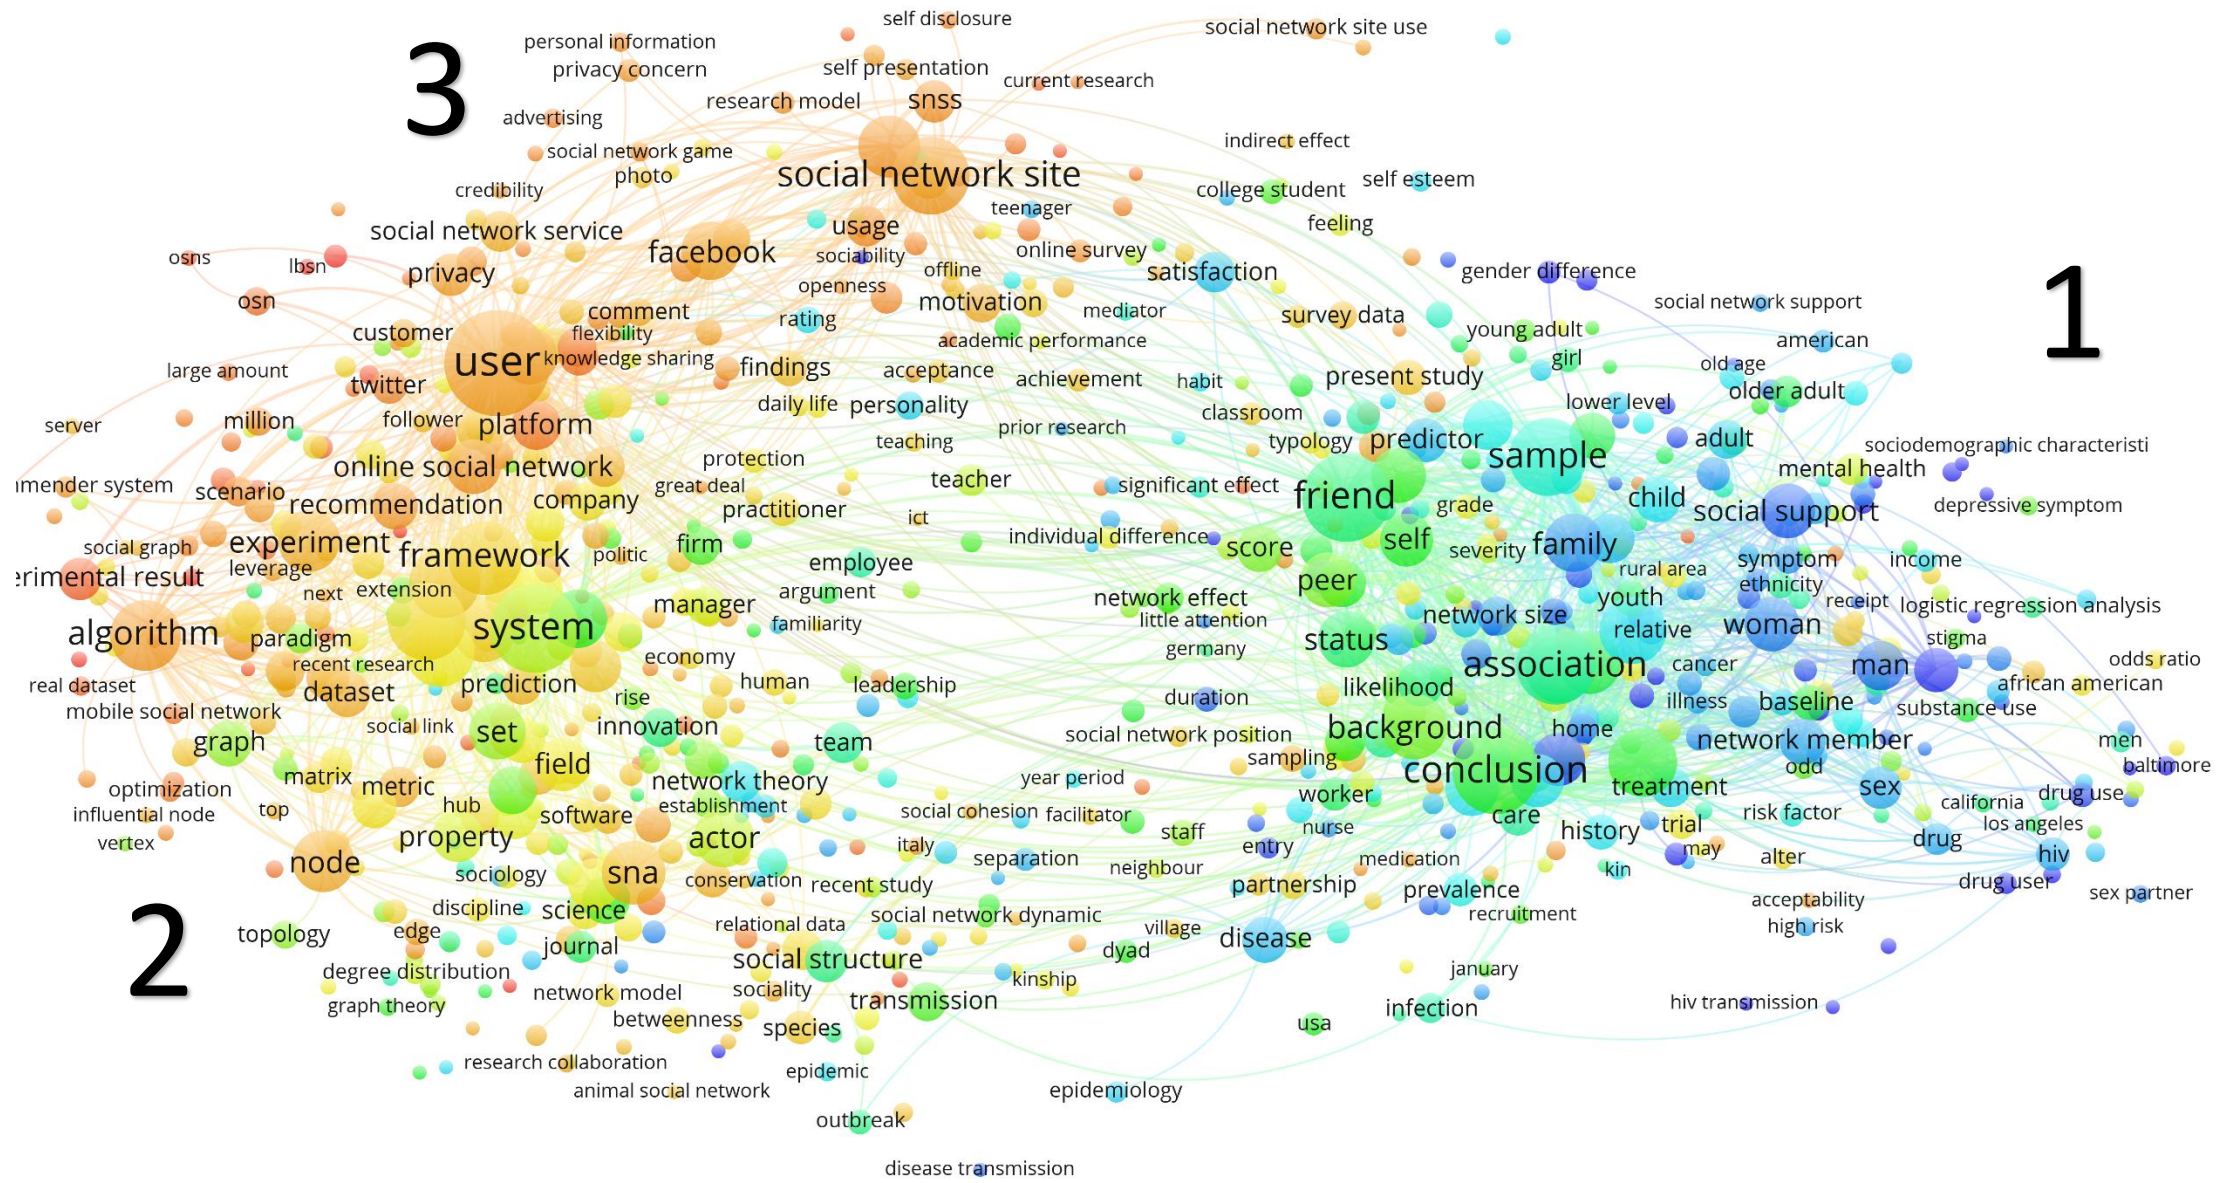 self disclosure
social network site use
personal information
3
privacy concern
self presentation
current research
research model
snss
advertising
indirect effect
social network game
photo
social network site
self esteem
college student
credibility
teenager
feeling
usage
social network service
facebook
online survey
sociability
osns
lbsn
privacy
offline
satisfaction
gender difference
1
openness
osn
motivation
social network support
comment
mediator
rating
survey data
customer
flexibility
young adult
american
academic performance
user
knowledge sharing
findings
girl
old age
large amount
acceptance
achievement
habit
present study
twitter
older adult
daily life
personality
lower level
million
follower
platform
classroom
server
prior research
teaching
typology
predictor
adult
sociodemographic characteristi
sample
online social network
protection
mental health
mmender system
scenario
great deal
teacher
significant effect
friend
child
recommendation
company
practitioner
grade
social support
depressive symptom
ict
experiment
social graph
framework
politic
firm
individual difference
score
self
severity
family
symptom
income
leverage
employee
rural area
erimental result
peer
ethnicity
next
extension
argument
network effect
youth
receipt
logistic regression analysis
manager
little attention
network size
algorithm
system
familiarity
relative
woman
paradigm
status
stigma
germany
recent research
economy
association
cancer
man
odds ratio
real dataset
dataset
prediction
human
leadership
likelihood
african american
rise
duration
illness
baseline
substance use
mobile social network
social link
set
innovation
background
home
graph
team
social network position
network member
men
sampling
baltimore
field
conclusion
odd
matrix
metric
network theory
year period
treatment
sex
optimization
worker
drug use
hub
establishment
california
influential node
top
software
social cohesion
facilitator
care
risk factor
los angeles
property
actor
staff
nurse
history
trial
vertex
italy
entry
may
drug
node
separation
medication
alter
hiv
neighbour
kin
sociology
sna
conservation
recent study
partnership
prevalence
drug user
sex partner
2
discipline
science
acceptability
social network dynamic
recruitment
relational data
village
high risk
topology
edge
journal
disease
dyad
social structure
degree distribution
january
kinship
network model
sociality
graph theory
transmission
hiv transmission
infection
betweenness
species
usa
research collaboration
epidemic
animal social network
epidemiology
outbreak
disease transmission